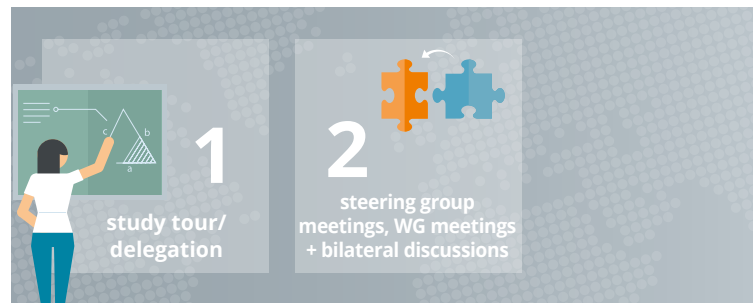 c
b
a
1
study tour/
delegation
2
steering group
meetings, WG meetings
+ bilateral discussions